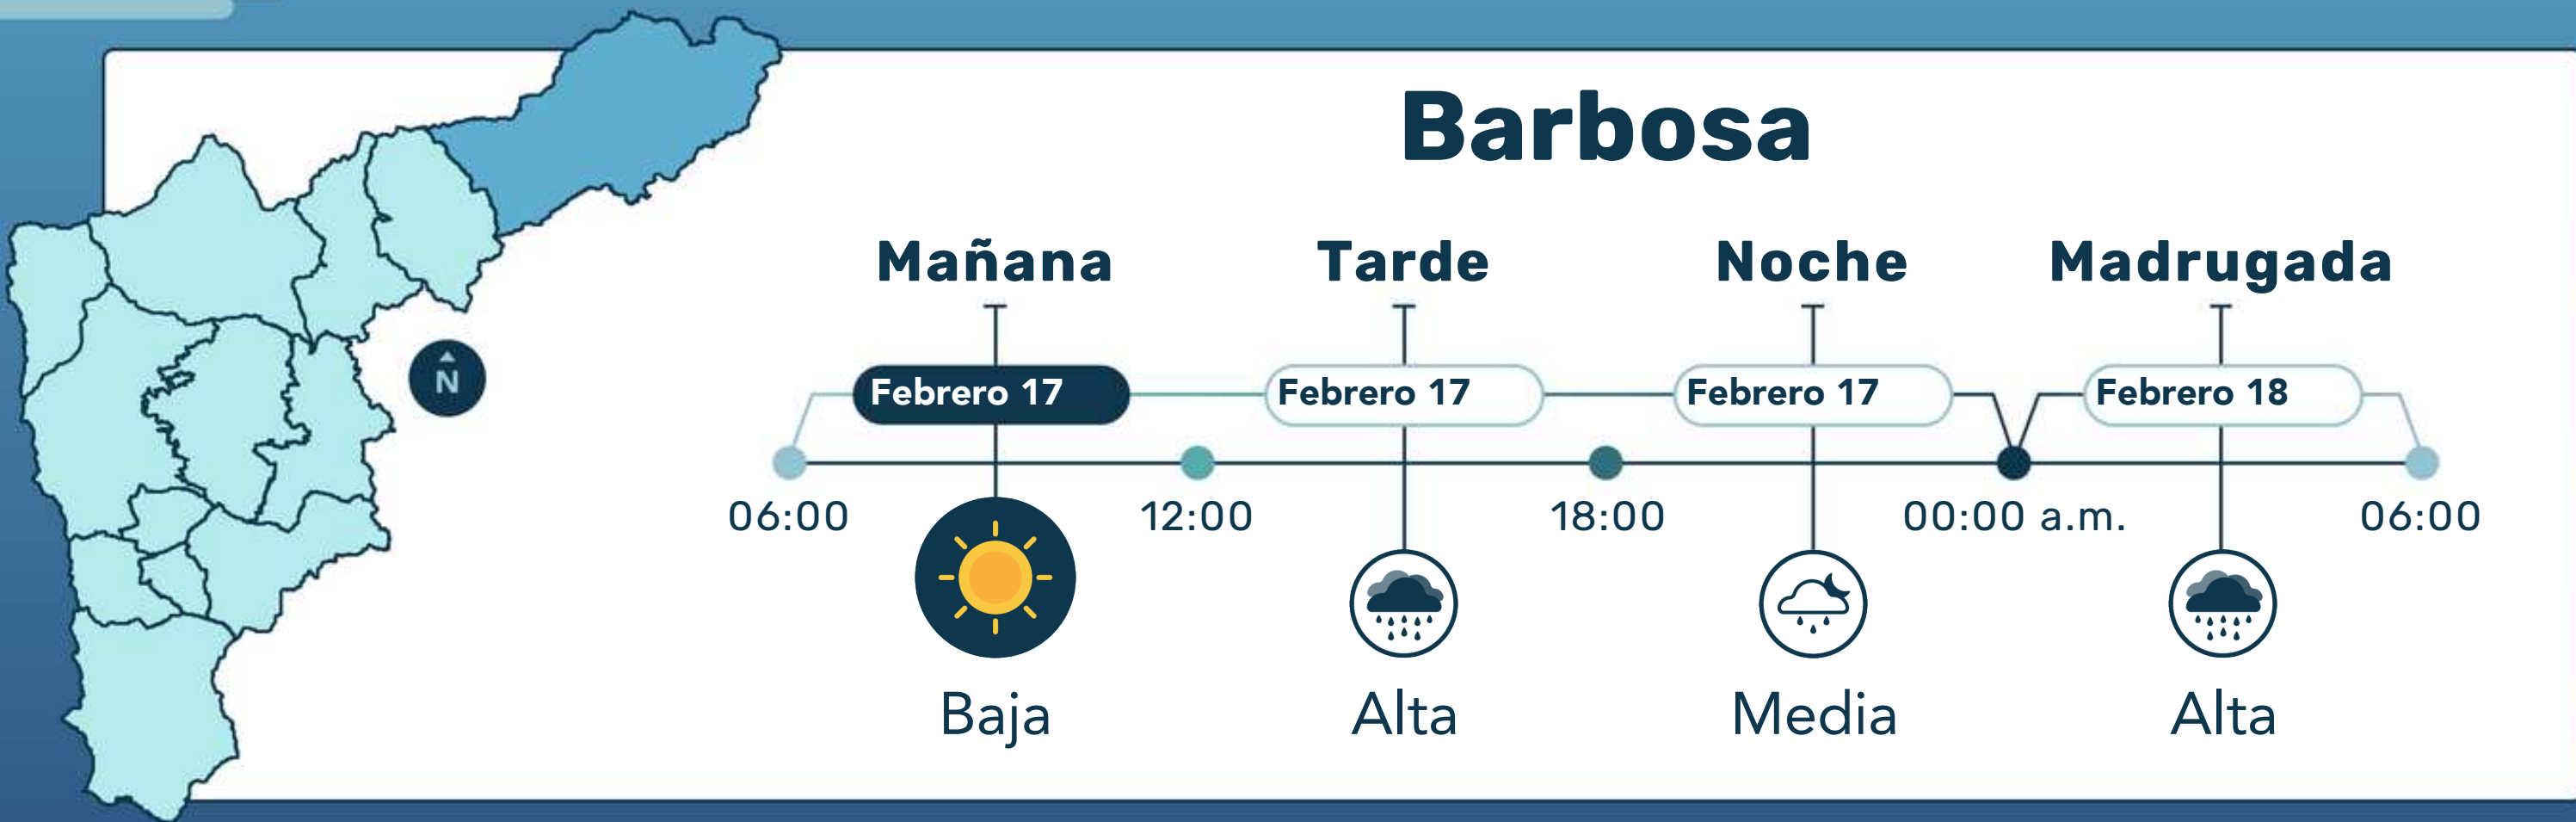 Barbosa
Mañana Tarde Noche Madrugada
Febrero 17 Febrero 17 Febrero 17 Febrero 18
N
06:00 12:00 18:00 00:00 a.m. 06:00
Baja Alta Media Alta